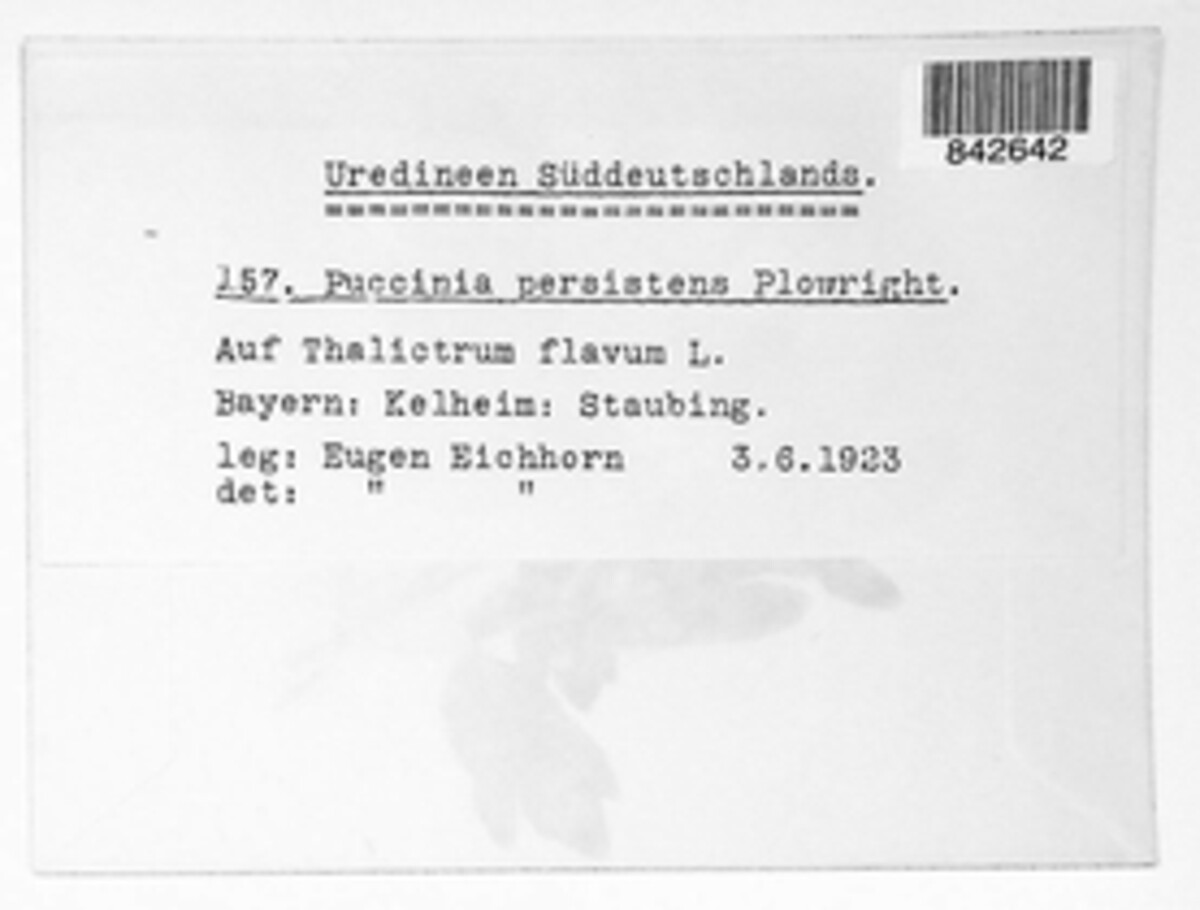 842642
Uredineen Süddeutschlands.
=========================
157. Puccinia persistens Plowright.
Auf Thalictrum flavum L.
Bayern: Kelheim: Staubing.
leg: Eugen Eichhorn 3.6.1923
det: " "